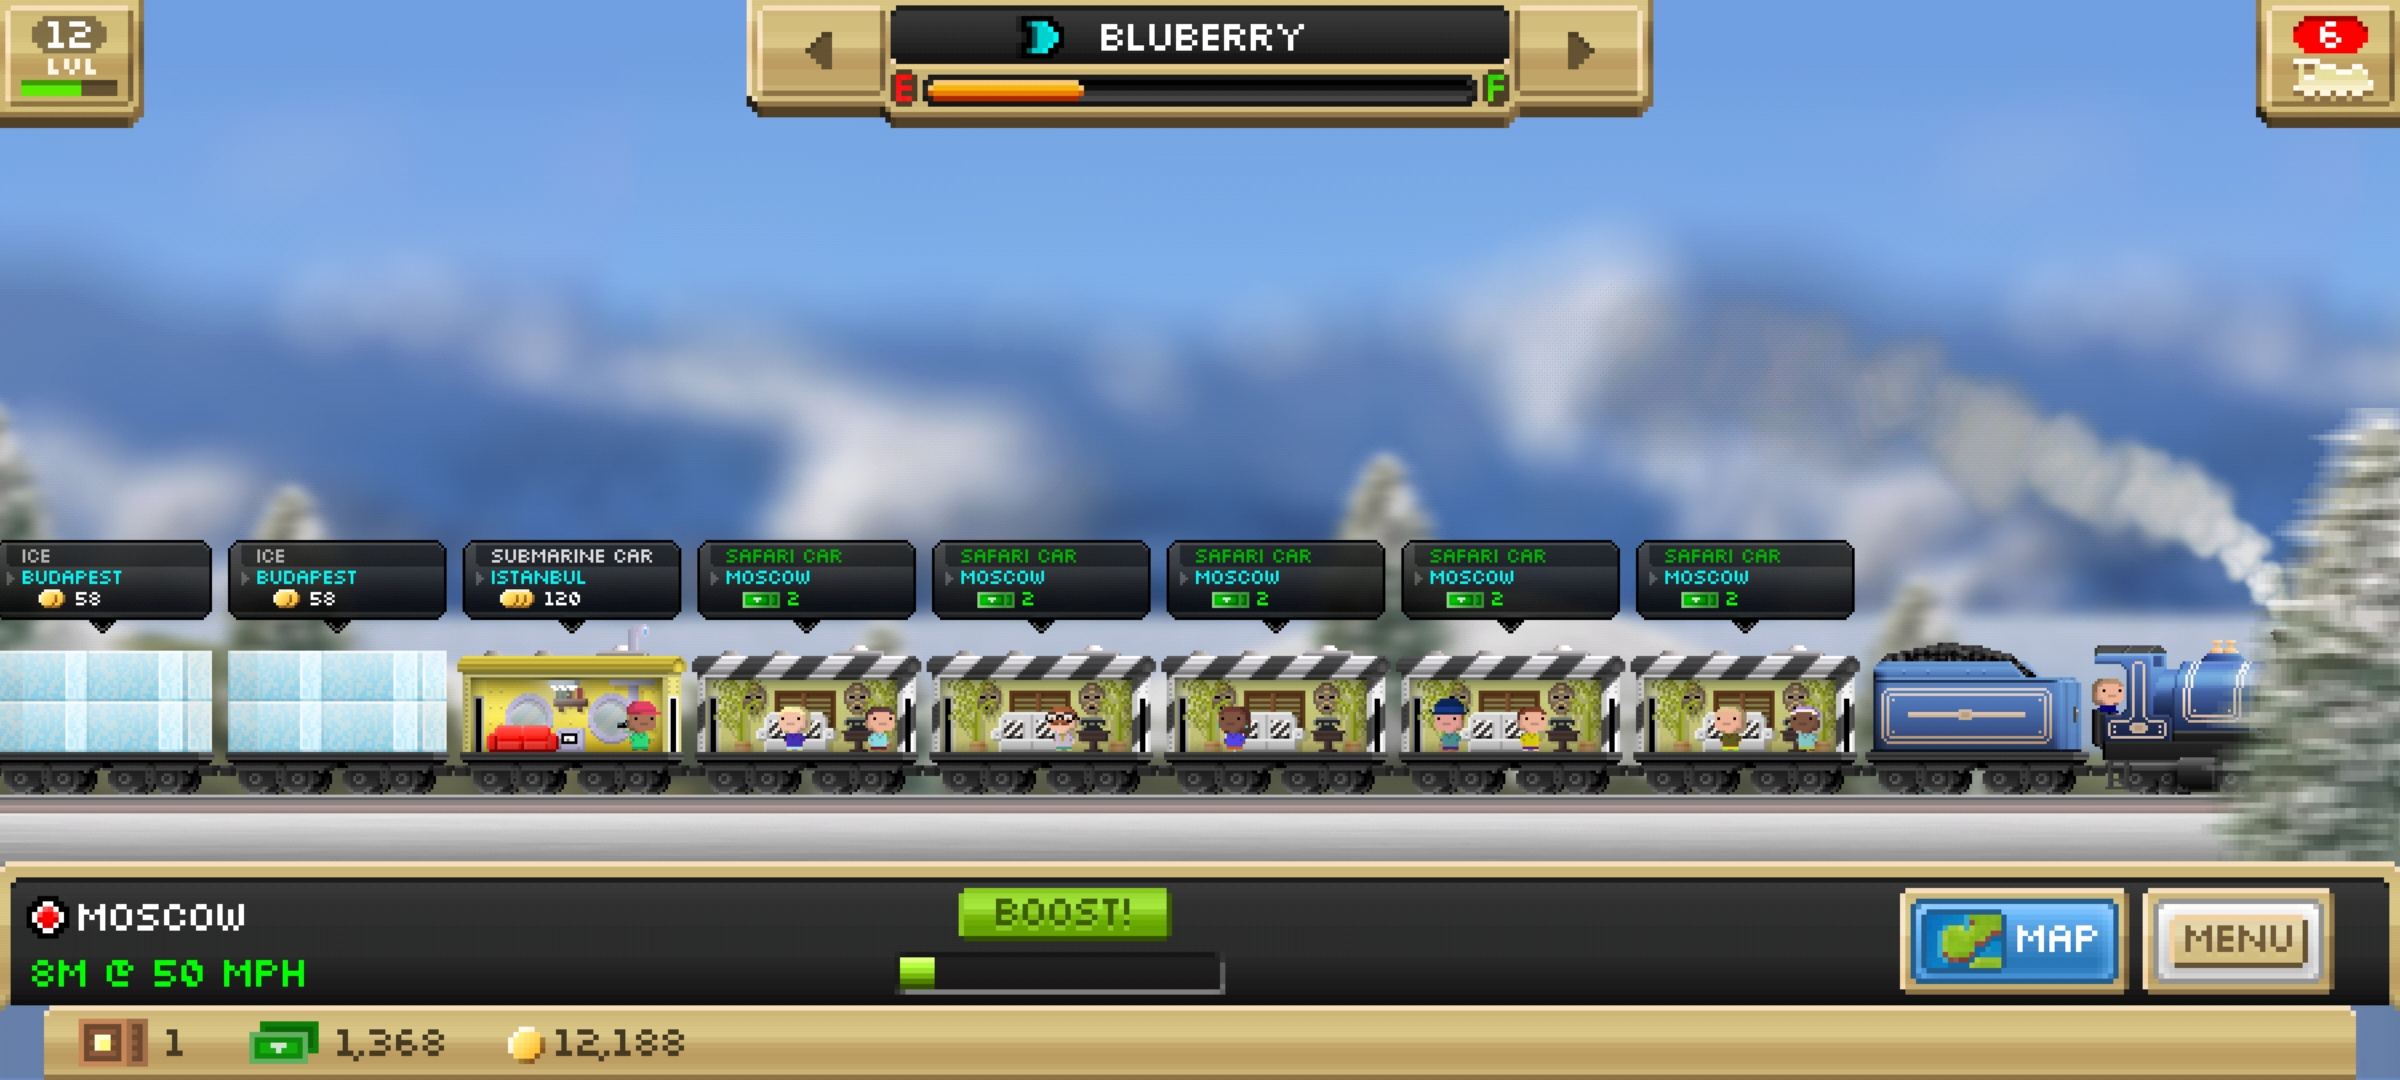 12
LVL
BLUBERRY
E
F
6
ICE
BUDAPEST
58
ICE
BUDAPEST
58
SUBMARINE CAR
ISTANBUL
120
SAFARI CAR
MOSCOW
2
SAFARI CAR
MOSCOW
2
SAFARI CAR
MOSCOW
2
SAFARI CAR
MOSCOW
2
SAFARI CAR
MOSCOW
2
MOSCOW
8M @ 50 MPH
BOOST!
MAP
MENU
1
1,368
12,188